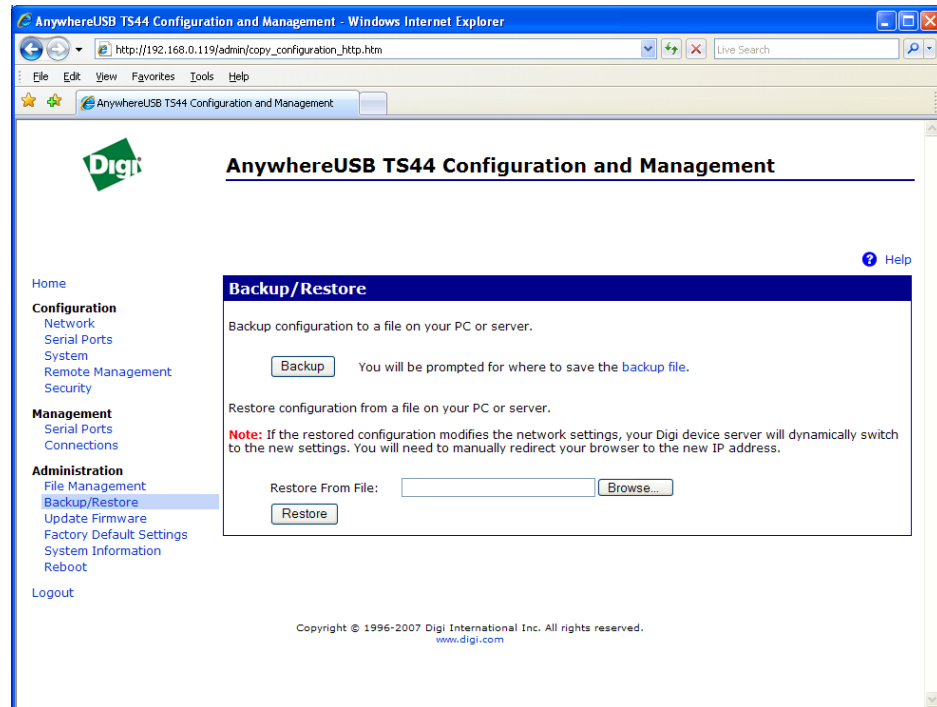 AnywhereUSB TS44 Configuration and Management - Windows Internet Explorer
http://192.168.0.119/admin/copy_configuration_http.htm
Live Search
File Edit View Favorites Tools Help
AnywhereUSB TS44 Configuration and Management
Digi
AnywhereUSB TS44 Configuration and Management
Help
Home
Configuration
Network
Serial Ports
System
Remote Management
Security
Management
Serial Ports
Connections
Administration
File Management
Backup/Restore
Update Firmware
Factory Default Settings
System Information
Reboot
Logout
Backup/Restore
Backup configuration to a file on your PC or server.
Backup You will be prompted for where to save the backup file.
Restore configuration from a file on your PC or server.
Note: If the restored configuration modifies the network settings, your Digi device server will dynamically switch
to the new settings. You will need to manually redirect your browser to the new IP address.
Restore From File: Browse...
Restore
Copyright © 1996-2007 Digi International Inc. All rights reserved.
www.digi.com